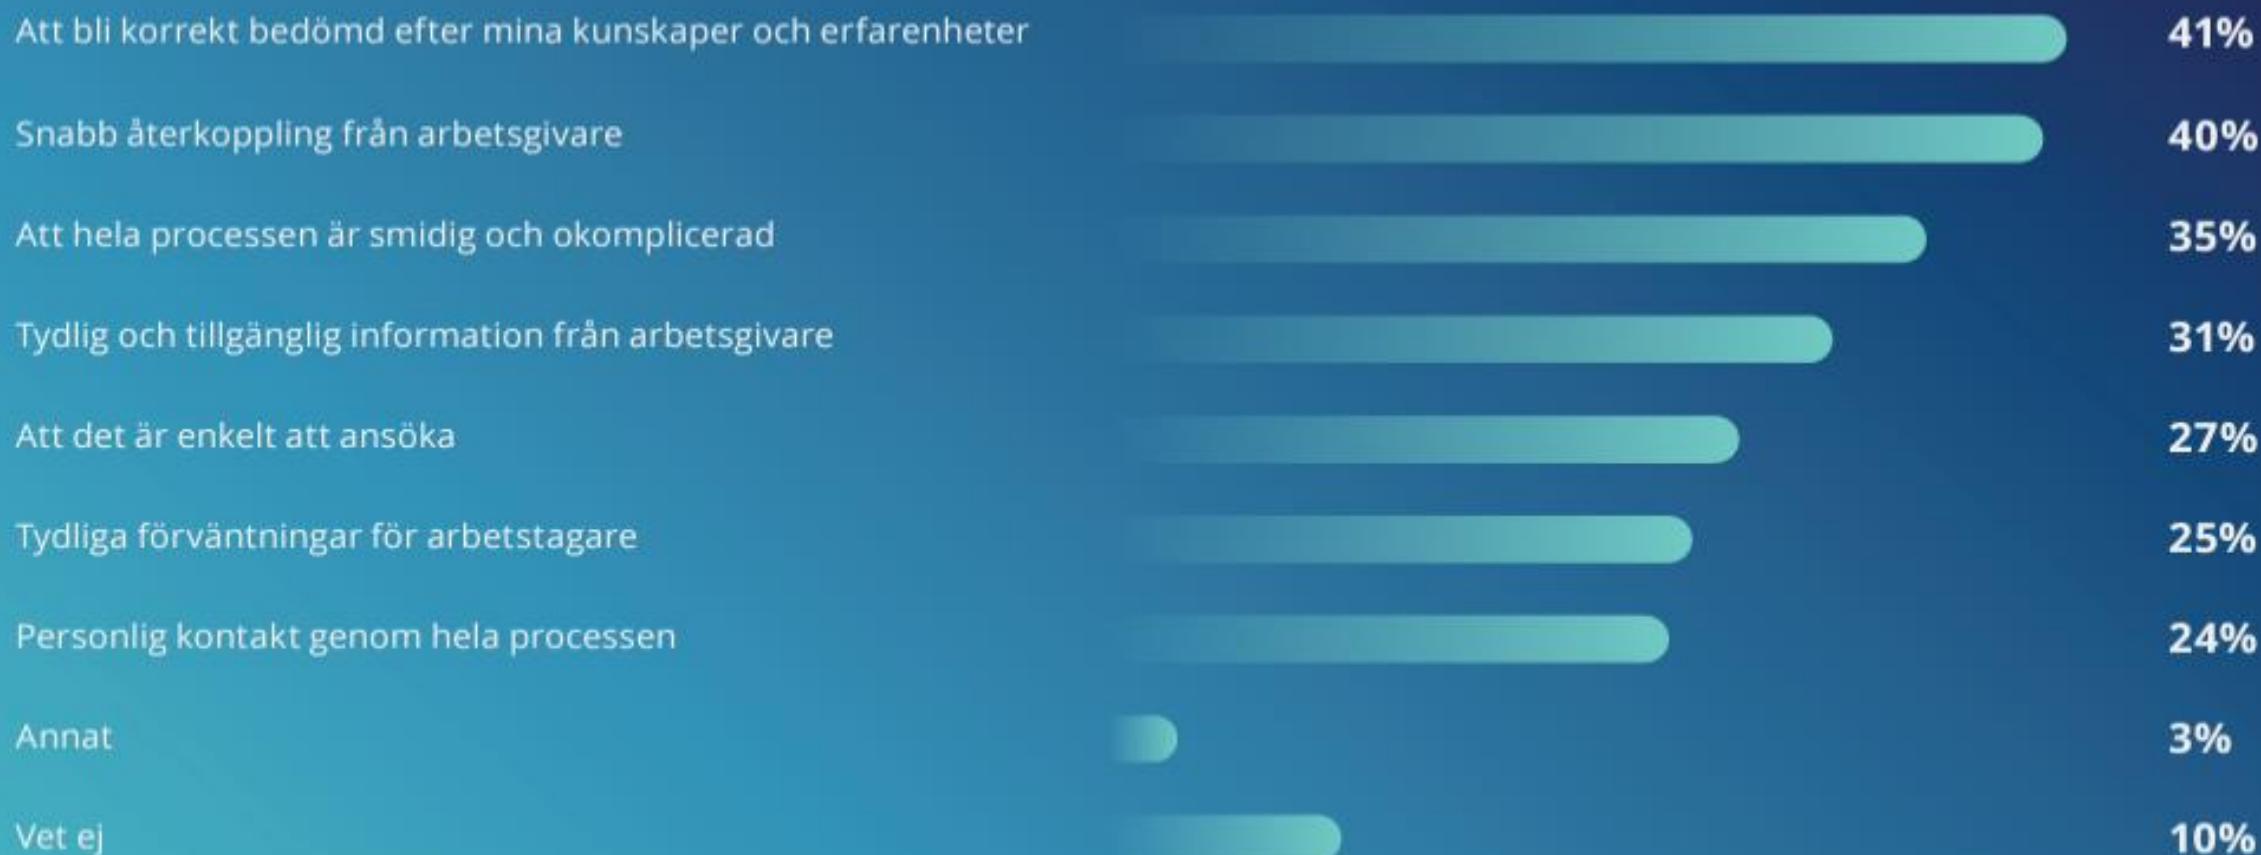 Att bli korrekt bedömd efter mina kunskaper och erfarenheter 41%
Snabb återkoppling från arbetsgivare 40%
Att hela processen är smidig och okomplicerad 35%
Tydlig och tillgänglig information från arbetsgivare 31%
Att det är enkelt att ansöka 27%
Tydliga förväntningar för arbetstagare 25%
Personlig kontakt genom hela processen 24%
Annat 3%
Vet ej 10%